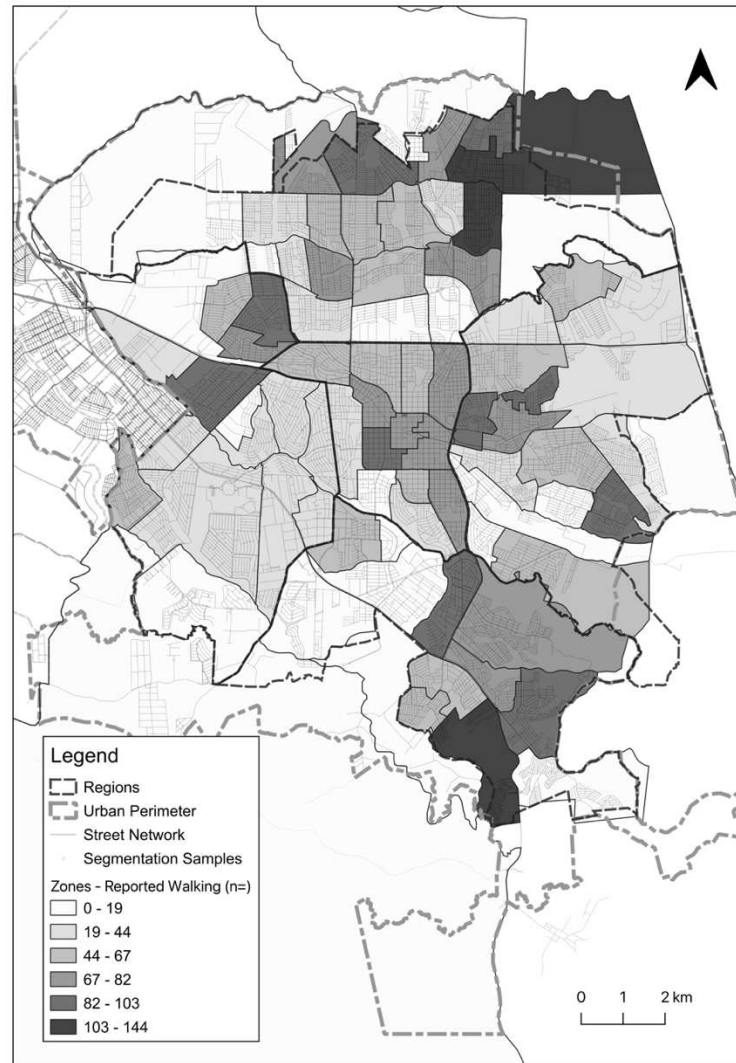 Legend
Regions
Urban Perimeter
Street Network
Segmentation Samples
Zones - Reported Walking (n=)
0 - 19
19 - 44
44 - 67
67 - 82
82 - 103
103 - 144
0 1 2 km